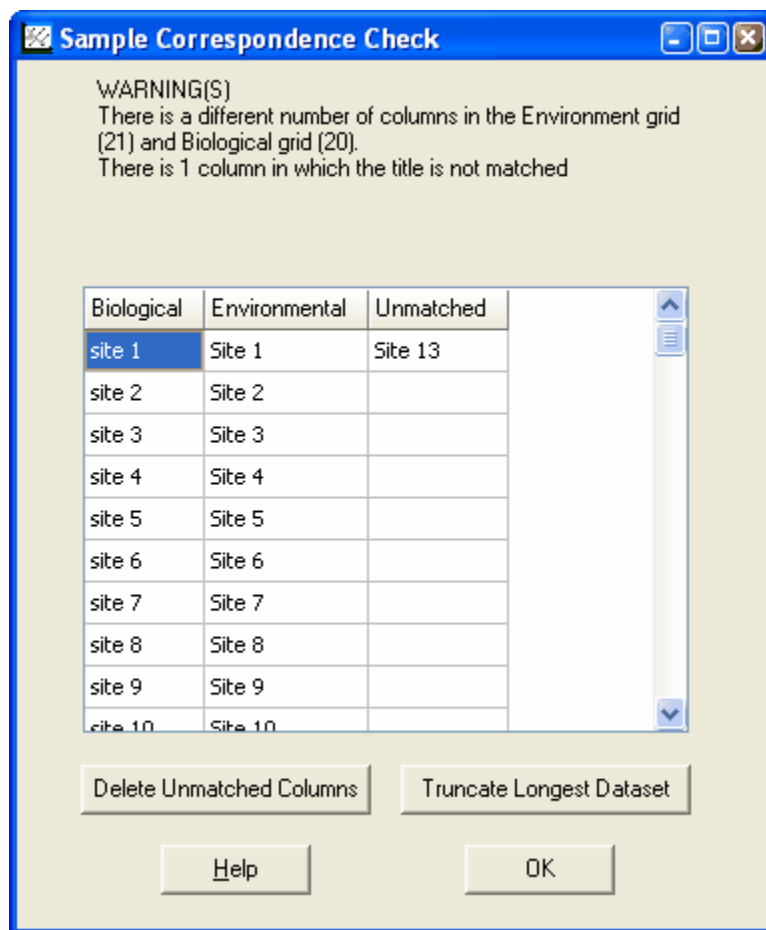 Sample Correspondence Check
WARNING(S)
There is a different number of columns in the Environment grid
(21) and Biological grid (20).
There is 1 column in which the title is not matched
Biological Environmental Unmatched
site 1 Site 1 Site 13
site 2 Site 2
site 3 Site 3
site 4 Site 4
site 5 Site 5
site 6 Site 6
site 7 Site 7
site 8 Site 8
site 9 Site 9
site 10 Site 10
Delete Unmatched Columns Truncate Longest Dataset
Help OK